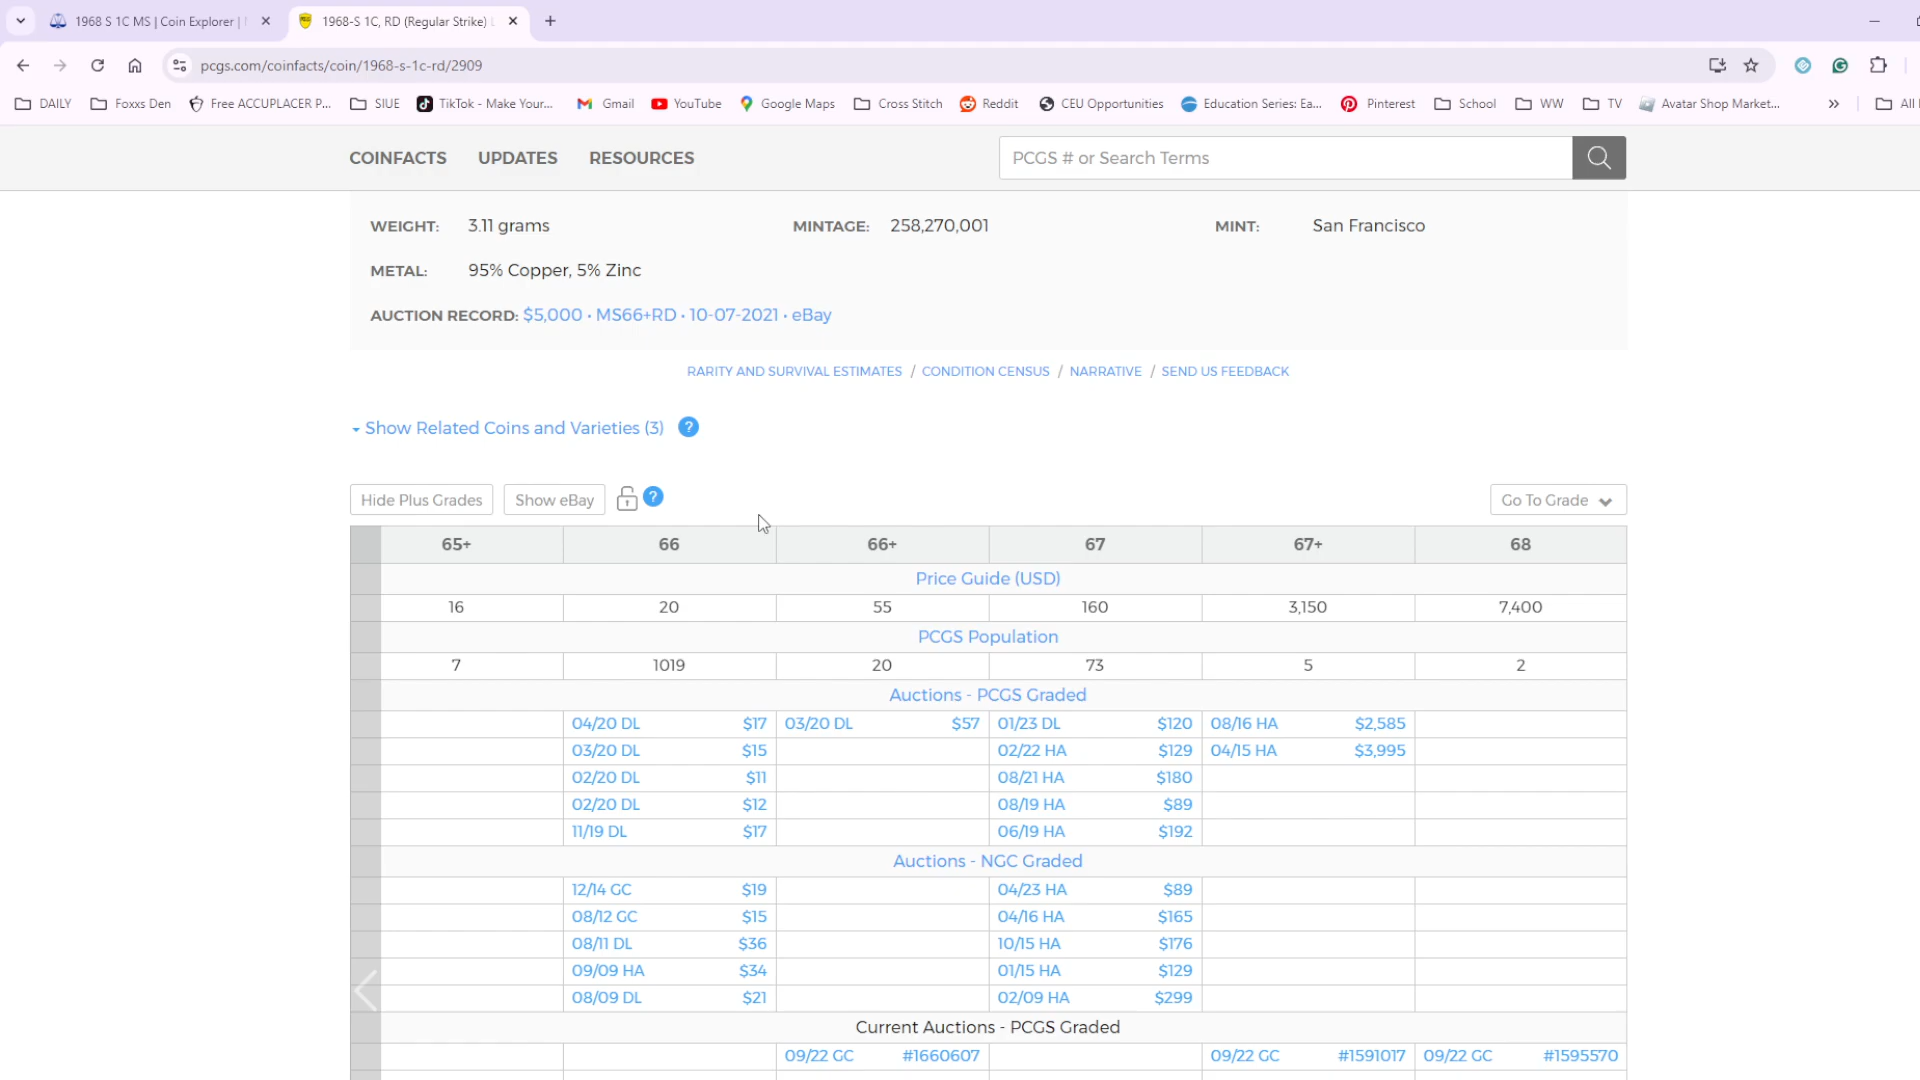 1968 S 1C MS | Coin Explorer |
1968-S 1C, RD (Regular Strike)
pcgs.com/coinfacts/coin/1968-s-1c-rd/2909
DAILY Foxxs Den Free ACCUPLACER P... SIUE TikTok - Make Your... Gmail YouTube Google Maps Cross Stitch Reddit CEU Opportunities Education Series: Ea... Pinterest School WW TV Avatar Shop Market... » All
COINFACTS UPDATES RESOURCES PCGS # or Search Terms
WEIGHT: 3.11 grams MINTAGE: 258,270,001 MINT: San Francisco
METAL: 95% Copper, 5% Zinc
AUCTION RECORD: $5,000 • MS66+RD • 10-07-2021 • eBay
RARITY AND SURVIVAL ESTIMATES / CONDITION CENSUS / NARRATIVE / SEND US FEEDBACK
Show Related Coins and Varieties (3) ?
Hide Plus Grades Show eBay ? Go To Grade
65+ 66 66+ 67 67+ 68
Price Guide (USD)
16 20 55 160 3,150 7,400
PCGS Population
7 1019 20 73 5 2
Auctions - PCGS Graded
04/20 DL $17 03/20 DL $57 01/23 DL $120 08/16 HA $2,585
03/20 DL $15 02/22 HA $129 04/15 HA $3,995
02/20 DL $11 08/21 HA $180
02/20 DL $12 08/19 HA $89
11/19 DL $17 06/19 HA $192
Auctions - NGC Graded
12/14 GC $19 04/23 HA $89
08/12 GC $15 04/16 HA $165
08/11 DL $36 10/15 HA $176
09/09 HA $34 01/15 HA $129
08/09 DL $21 02/09 HA $299
Current Auctions - PCGS Graded
09/22 GC #1660607 09/22 GC #1591017 09/22 GC #1595570